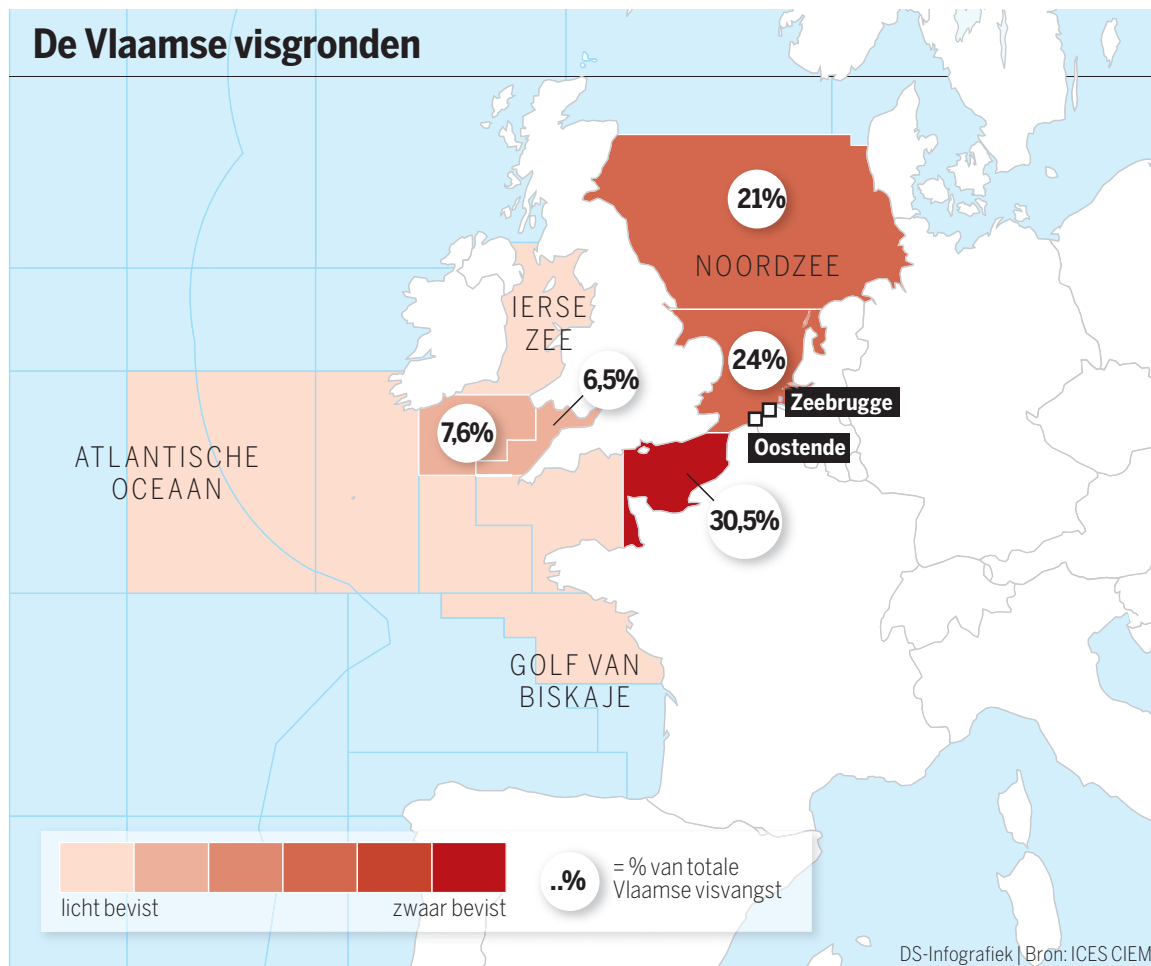 De Vlaamse visgronden
21%
NOORDZEE
IERSE
ZEE
24%
6,5%
Zeebrugge
7,6%
Oostende
ATLANTISCHE
OCEAAN
30,5%
GOLF VAN
BISKAJE
..%
= % van totale
Vlaamse visvangst
licht bevist
zwaar bevist
DS-Infografiek | Bron: ICES CIEM